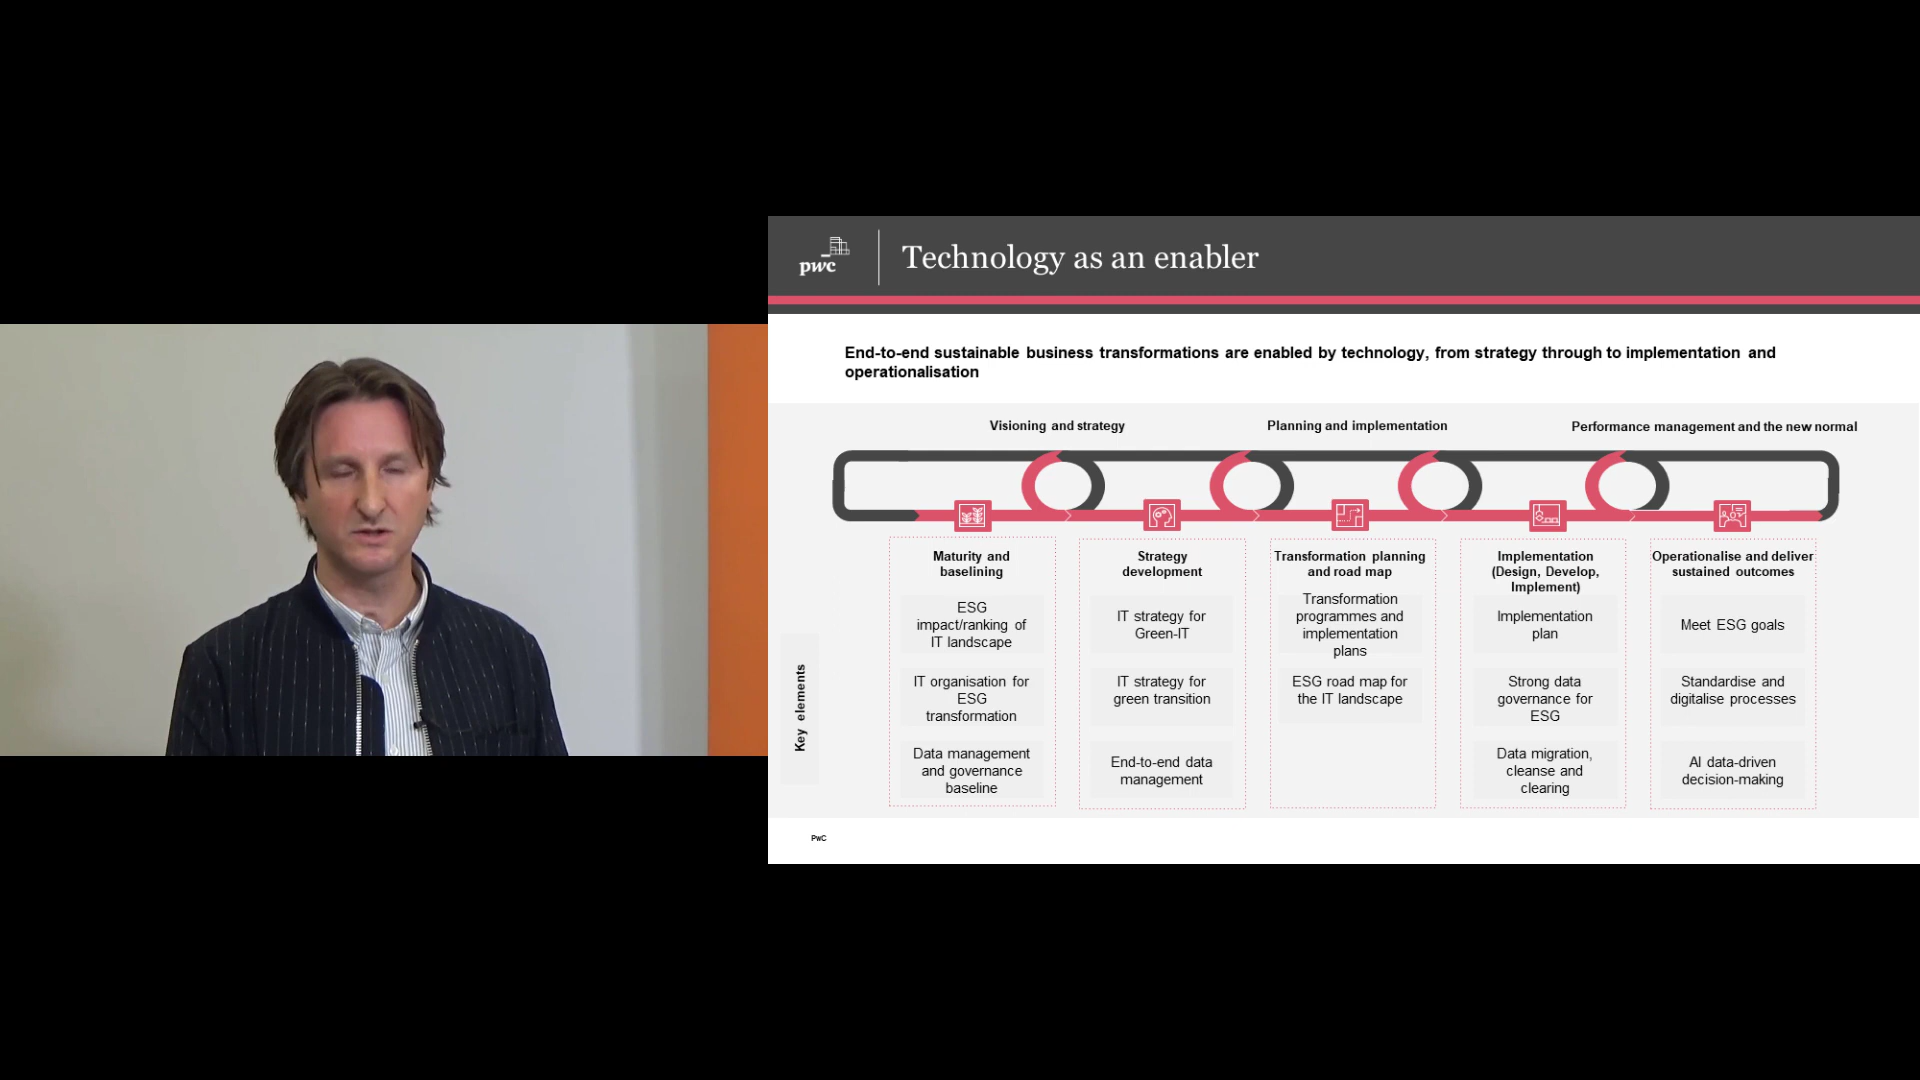 pwc
Technology as an enabler
End-to-end sustainable business transformations are enabled by technology, from strategy through to implementation and
operationalisation
Visioning and strategy
Planning and implementation
Performance management and the new normal
Key elements
Maturity and
baselining
ESG
impact/ranking of
IT landscape
IT organisation for
ESG
transformation
Data management
and governance
baseline
Strategy
development
IT strategy for
Green-IT
IT strategy for
green transition
End-to-end data
management
Transformation planning
and road map
Transformation
programmes and
implementation
plans
ESG road map for
the IT landscape
Implementation
(Design, Develop,
Implement)
Implementation
plan
Strong data
governance for
ESG
Data migration,
cleanse and
clearing
Operationalise and deliver
sustained outcomes
Meet ESG goals
Standardise and
digitalise processes
AI data-driven
decision-making
PwC